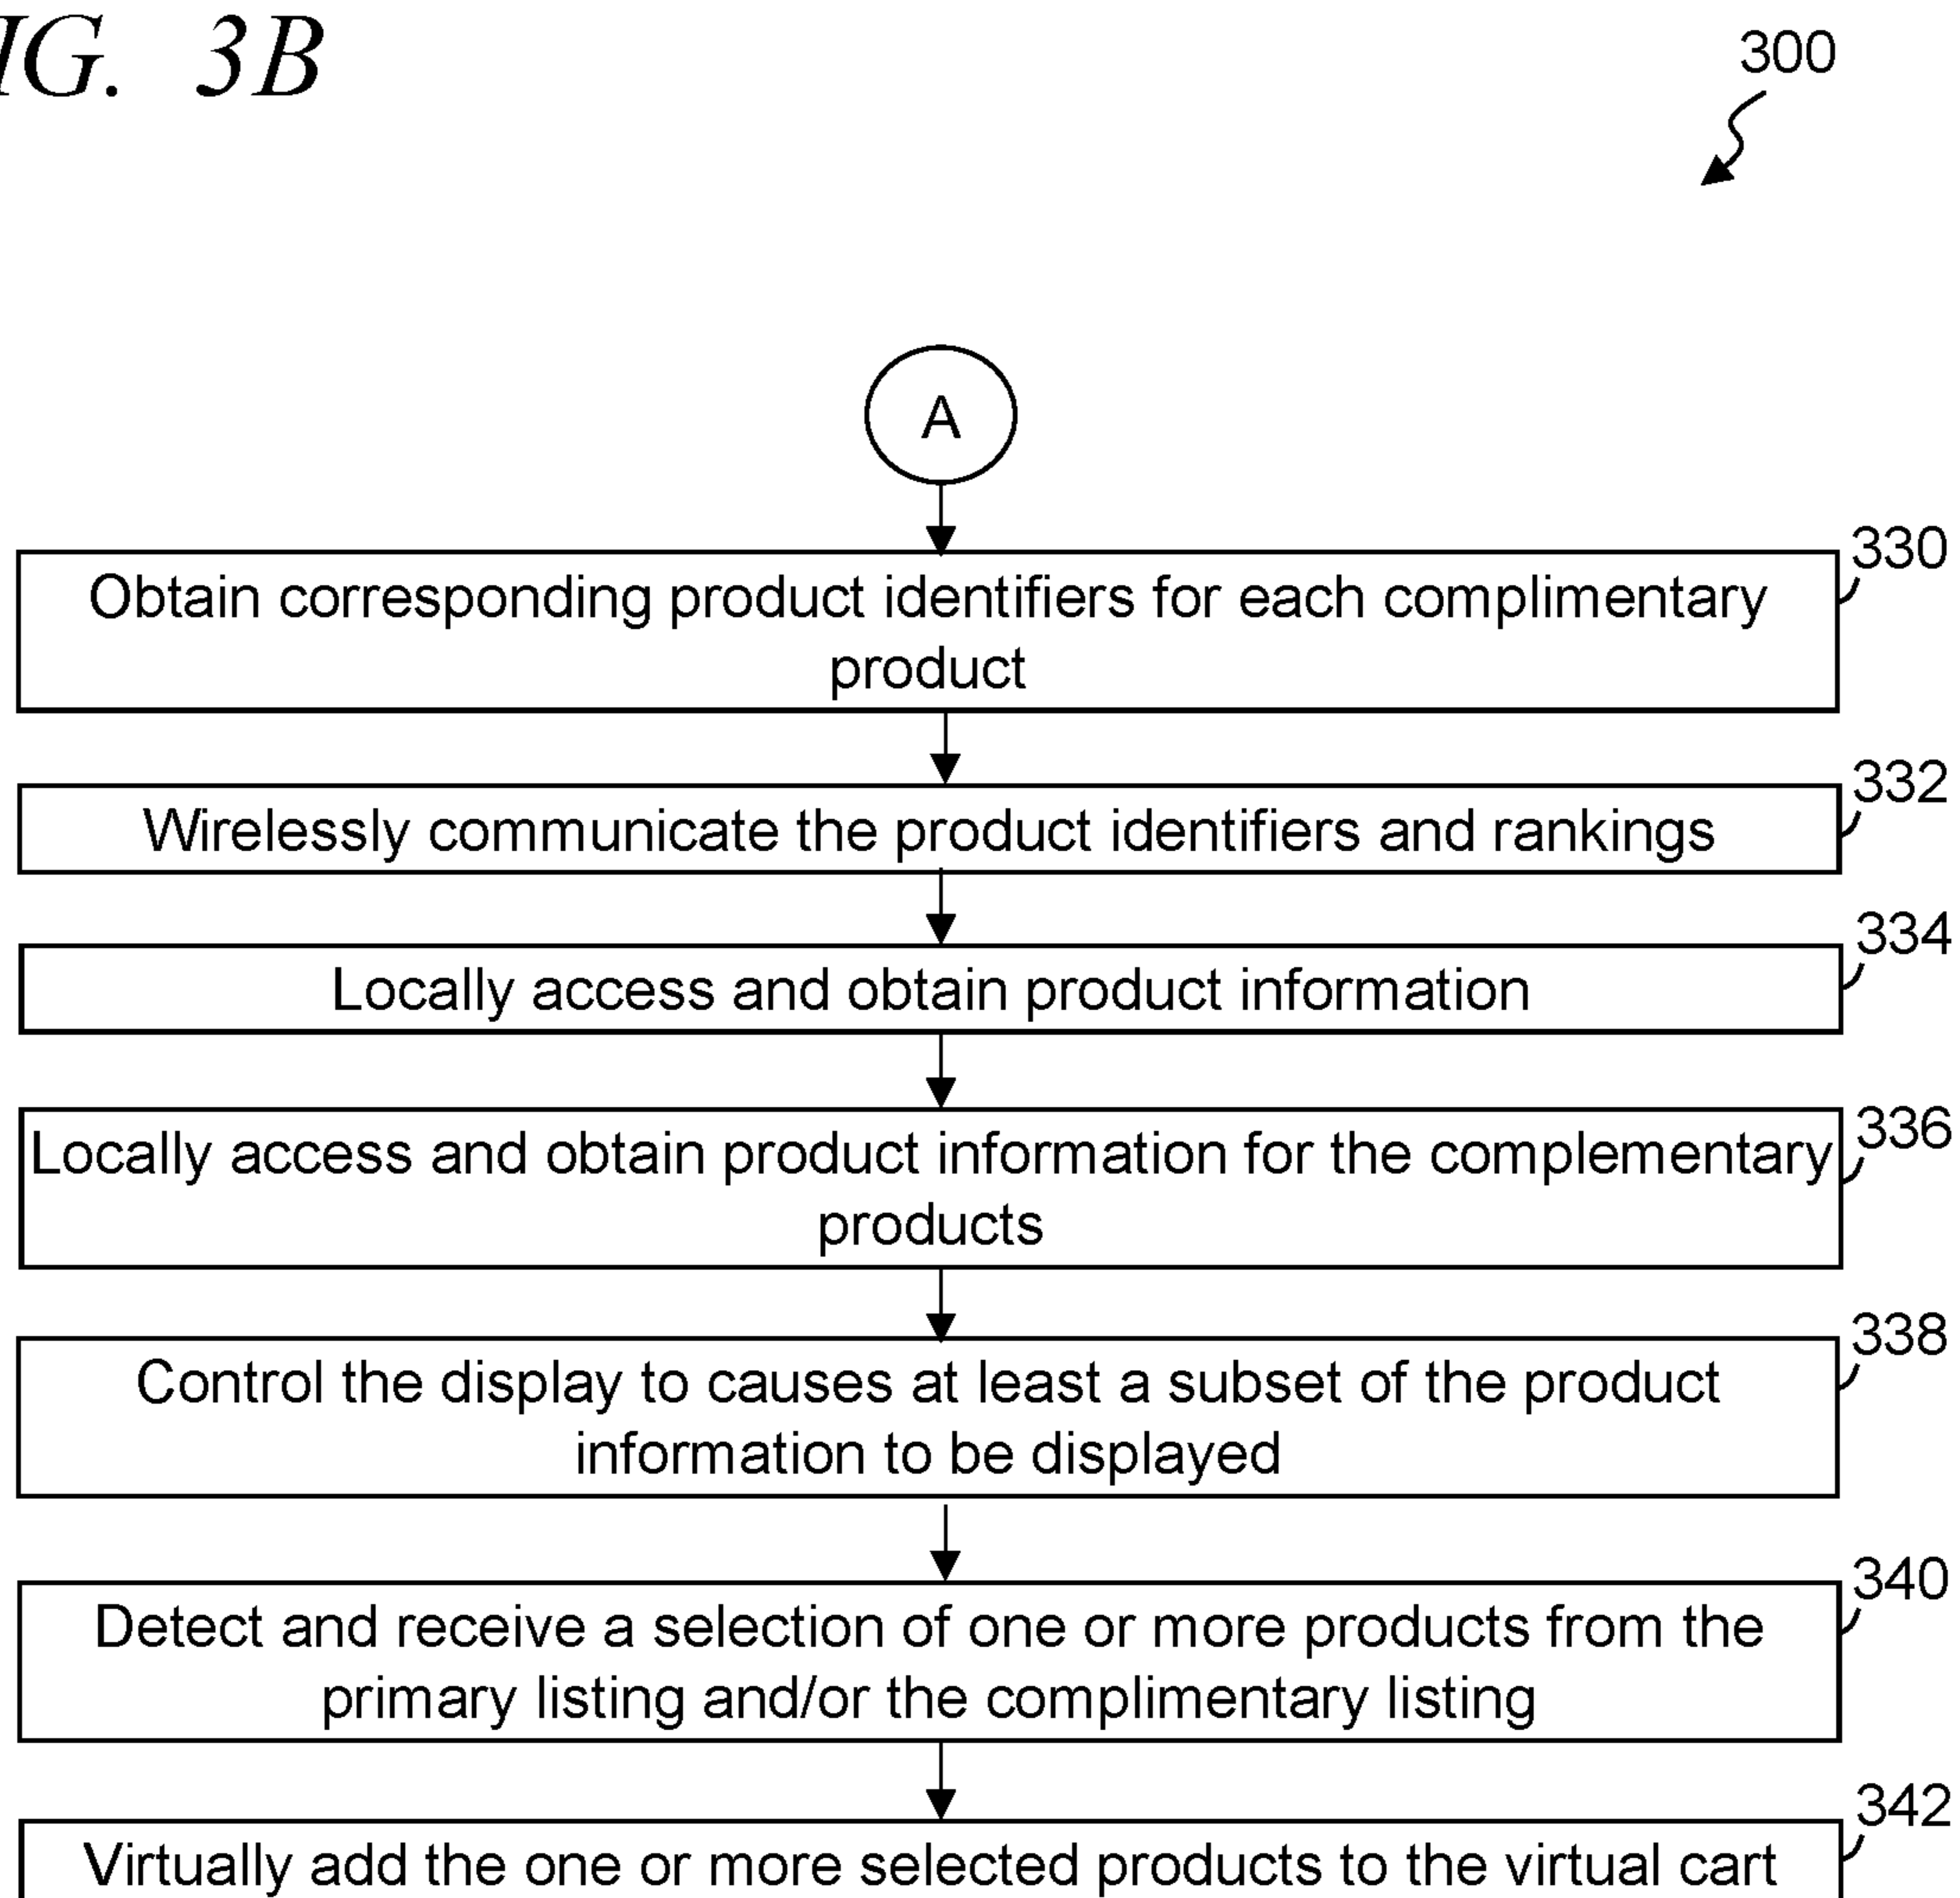 IG. 3B
300
A
330
Obtain corresponding product identifiers for each complimentary
product
332
Wirelessly communicate the product identifiers and rankings
334
Locally access and obtain product information
336
Locally access and obtain product information for the complementary
products
338
Control the display to causes at least a subset of the product
information to be displayed
340
Detect and receive a selection of one or more products from the
primary listing and/or the complimentary listing
342
Virtually add the one or more selected products to the virtual cart